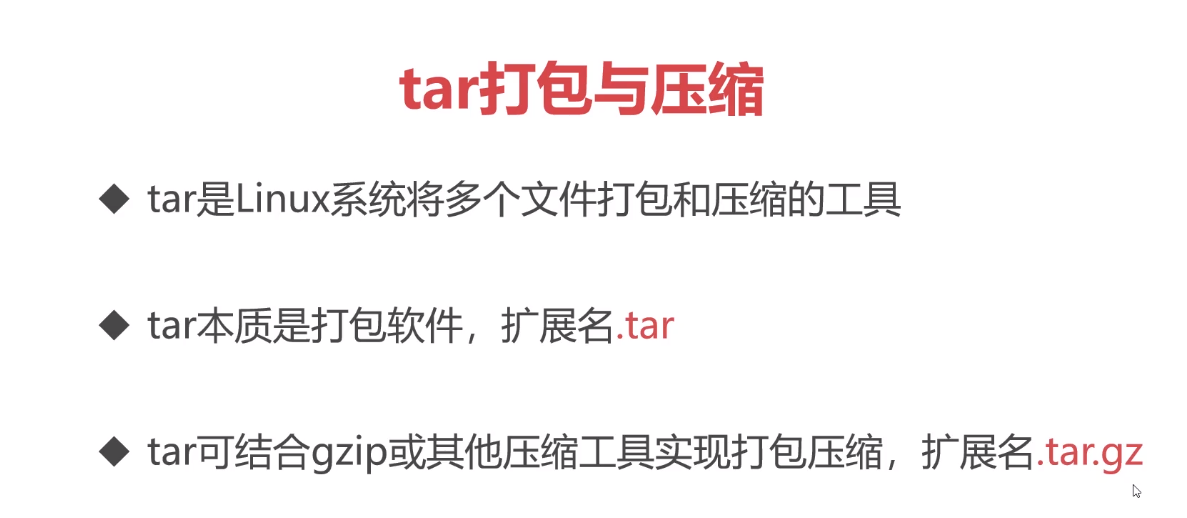 tar打包与压缩
◆ tar是Linux系统将多个文件打包和压缩的工具
◆ tar本质是打包软件，扩展名.tar
◆ tar可结合gzip或其他压缩工具实现打包压缩，扩展名.tar.gz